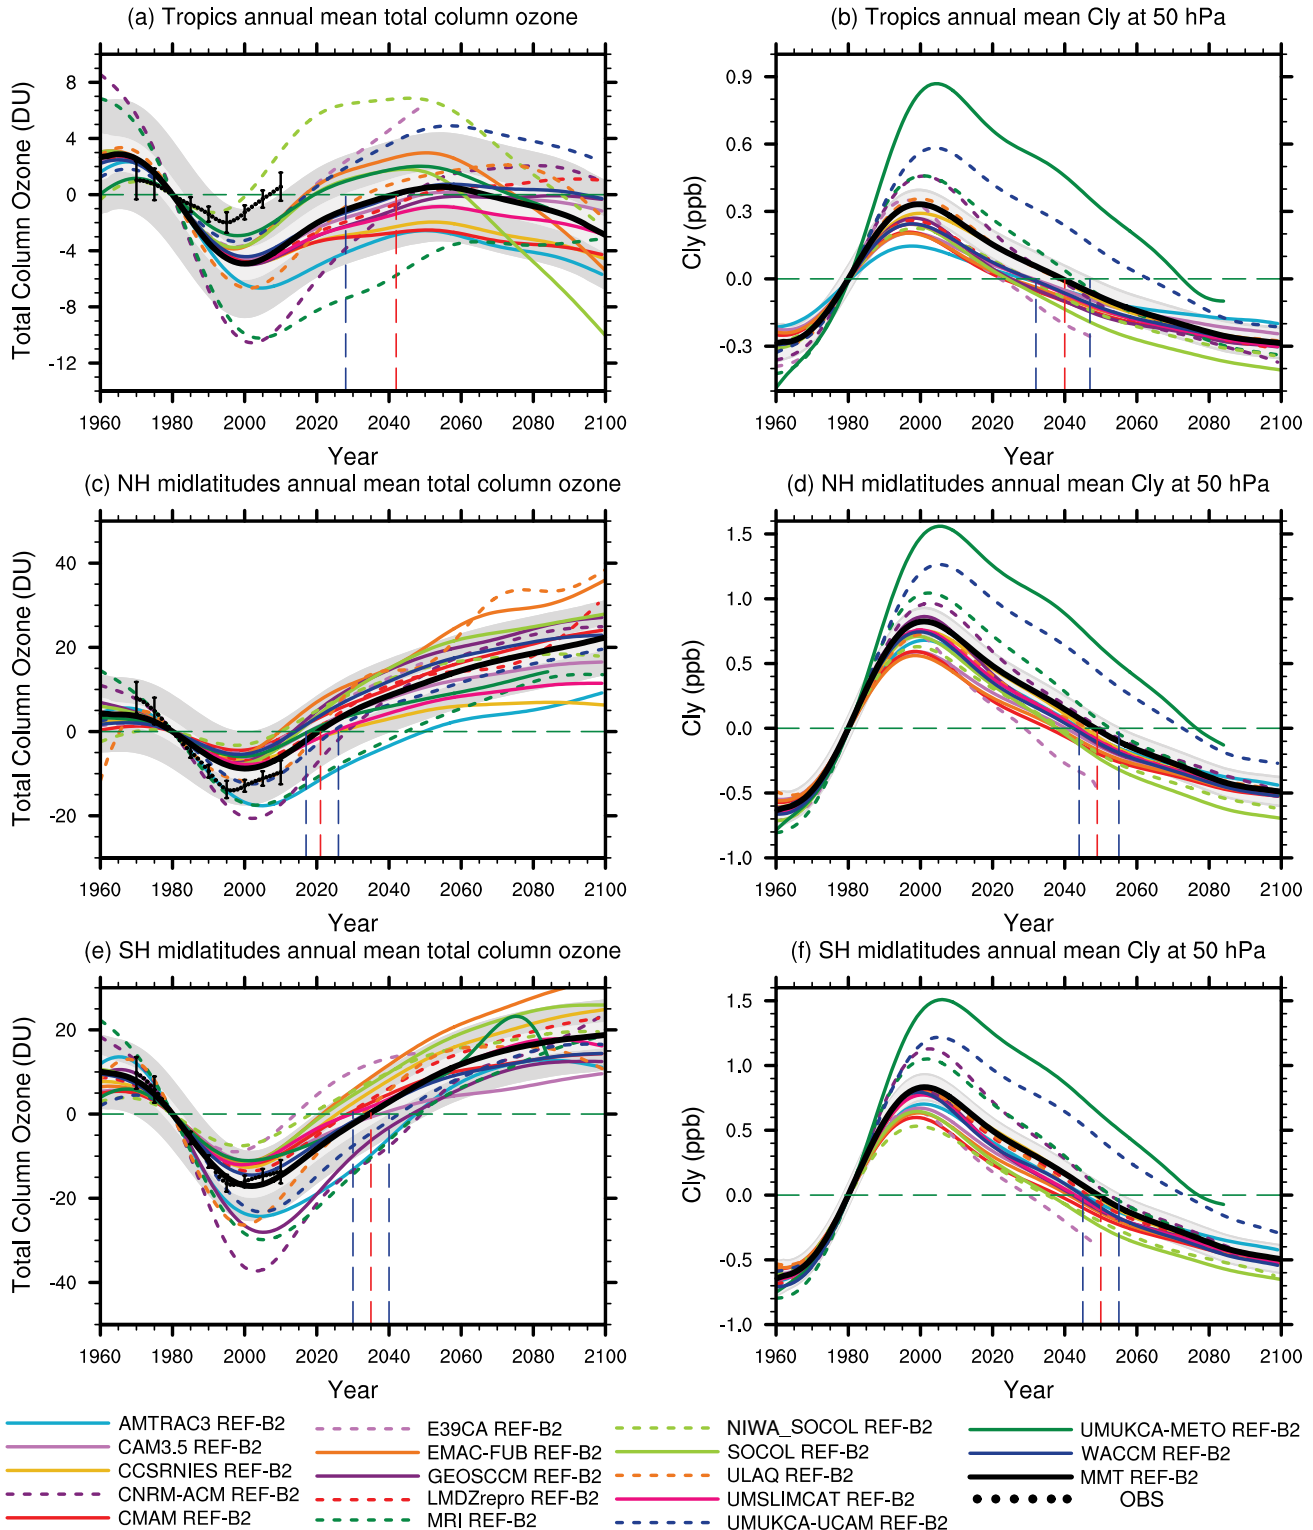 (a) Tropics annual mean total column ozone
Total Column Ozone (DU)
8
4
0
-4
-8
-12
1960 1980 2000 2020 2040 2060 2080 2100
Year
(b) Tropics annual mean Cly at 50 hPa
Cly (ppb)
0.9
0.6
0.3
0.0
-0.3
1960 1980 2000 2020 2040 2060 2080 2100
Year
(c) NH midlatitudes annual mean total column ozone
Total Column Ozone (DU)
40
20
0
-20
1960 1980 2000 2020 2040 2060 2080 2100
Year
(d) NH midlatitudes annual mean Cly at 50 hPa
Cly (ppb)
1.5
1.0
0.5
0.0
-0.5
-1.0
1960 1980 2000 2020 2040 2060 2080 2100
Year
(e) SH midlatitudes annual mean total column ozone
Total Column Ozone (DU)
20
0
-20
-40
1960 1980 2000 2020 2040 2060 2080 2100
Year
(f) SH midlatitudes annual mean Cly at 50 hPa
Cly (ppb)
1.5
1.0
0.5
0.0
-0.5
-1.0
1960 1980 2000 2020 2040 2060 2080 2100
Year
AMTRAC3 REF-B2
CAM3.5 REF-B2
CCSRNIES REF-B2
CNRM-ACM REF-B2
CMAM REF-B2
E39CA REF-B2
EMAC-FUB REF-B2
GEOSCCM REF-B2
LMDZrepro REF-B2
MRI REF-B2
NIWA_SOCOL REF-B2
SOCOL REF-B2
ULAQ REF-B2
UMSLIMCAT REF-B2
UMUKCA-UCAM REF-B2
UMUKCA-METO REF-B2
WACCM REF-B2
MMT REF-B2
OBS